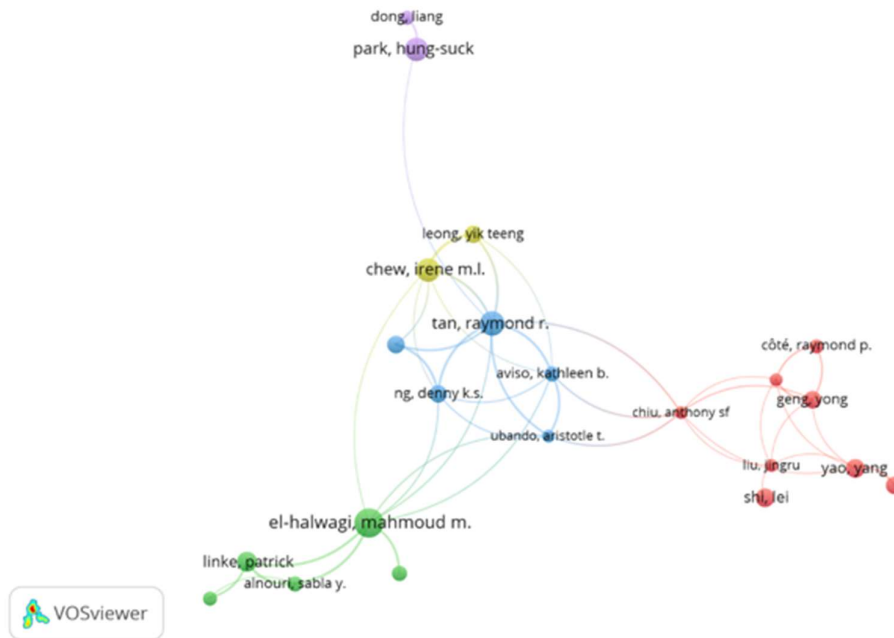 dong, liang
park, hung-suck
leong, yik teeng
chew, irene m.l.
tan, raymond r.
côté, raymond p.
aviso, kathleen b.
ng, denny k.s.
geng, yong
chiu, anthony sf
ubando, aristotle t.
liu, jingru
yao, yang
shi, lei
el-halwagi, mahmoud m.
linke, patrick
alnouri, sabla y.
VOSviewer